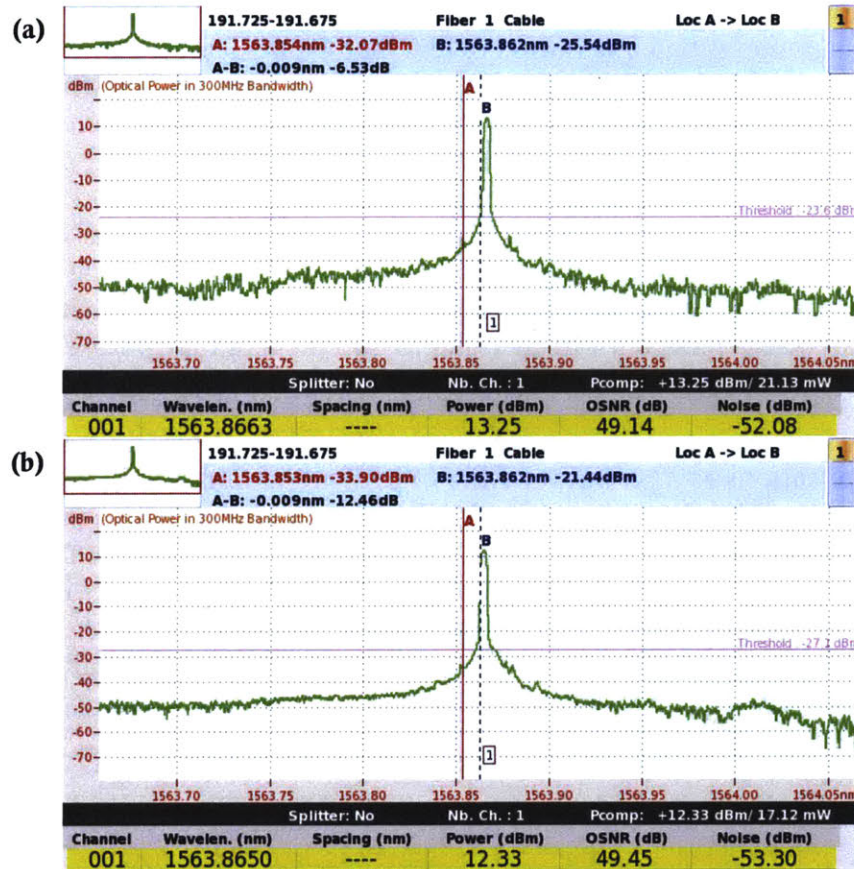 (a)
191.725-191.675 Fiber 1 Cable Loc A -> Loc B 1
A: 1563.854nm -32.07dBm B: 1563.862nm -25.54dBm
A-B: -0.009nm -6.53dB
dBm (Optical Power in 300MHz Bandwidth)
A
B
10
0
-10
-20
Threshold -23.6 dBm
-30
-40
-50
-60
-70
1
1563.70 1563.75 1563.80 1563.85 1563.90 1563.95 1564.00 1564.05nm
Splitter: No Nb. Ch. : 1 Pcomp: +13.25 dBm/ 21.13 mW
Channel Wavelen. (nm) Spacing (nm) Power (dBm) OSNR (dB) Noise (dBm)
001 1563.8663 ---- 13.25 49.14 -52.08
(b)
191.725-191.675 Fiber 1 Cable Loc A -> Loc B 1
A: 1563.853nm -33.90dBm B: 1563.862nm -21.44dBm
A-B: -0.009nm -12.46dB
dBm (Optical Power in 300MHz Bandwidth)
A
B
10
0
-10
-20
Threshold -27.1 dBm
-30
-40
-50
-60
-70
1
1563.70 1563.75 1563.80 1563.85 1563.90 1563.95 1564.00 1564.05nm
Splitter: No Nb. Ch. : 1 Pcomp: +12.33 dBm/ 17.12 mW
Channel Wavelen. (nm) Spacing (nm) Power (dBm) OSNR (dB) Noise (dBm)
001 1563.8650 ---- 12.33 49.45 -53.30